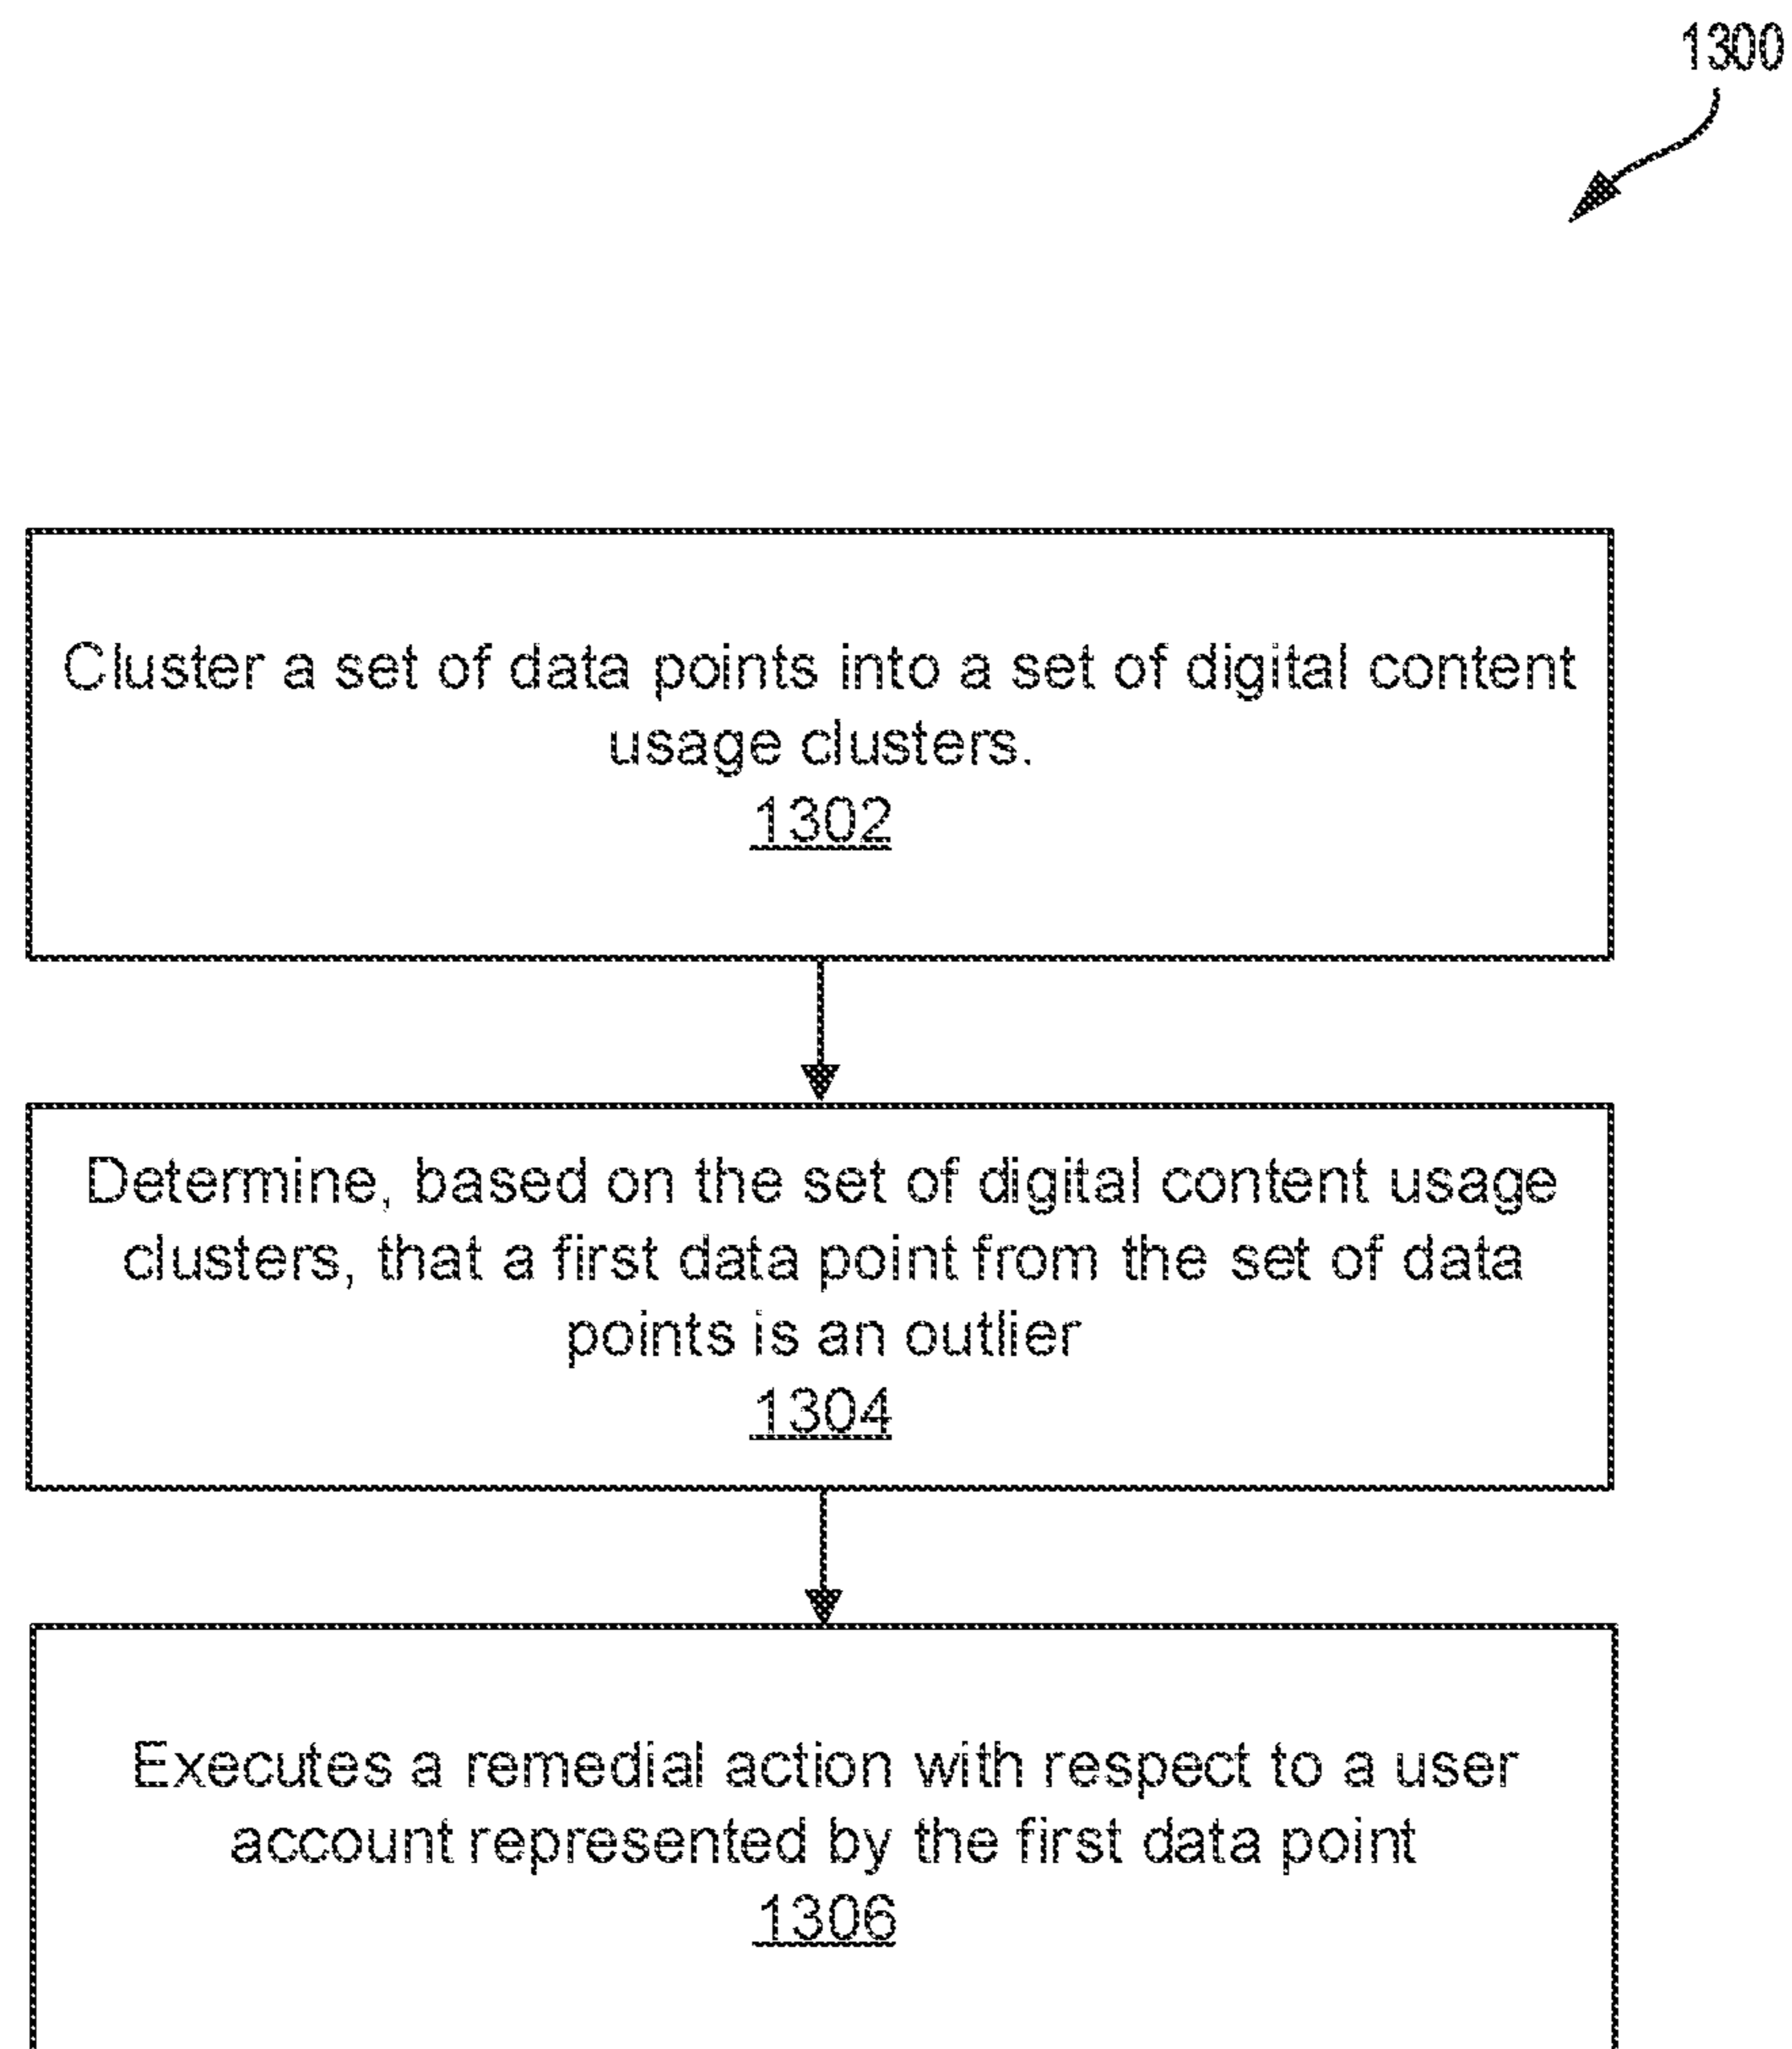 1300
Cluster a set of data points into a set of digital content
usage clusters.
1302
Determine, based on the set of digital content usage
clusters, that a first data point from the set of data
points is an outlier
1304
Executes a remedial action with respect to a user
account represented by the first data point
1306